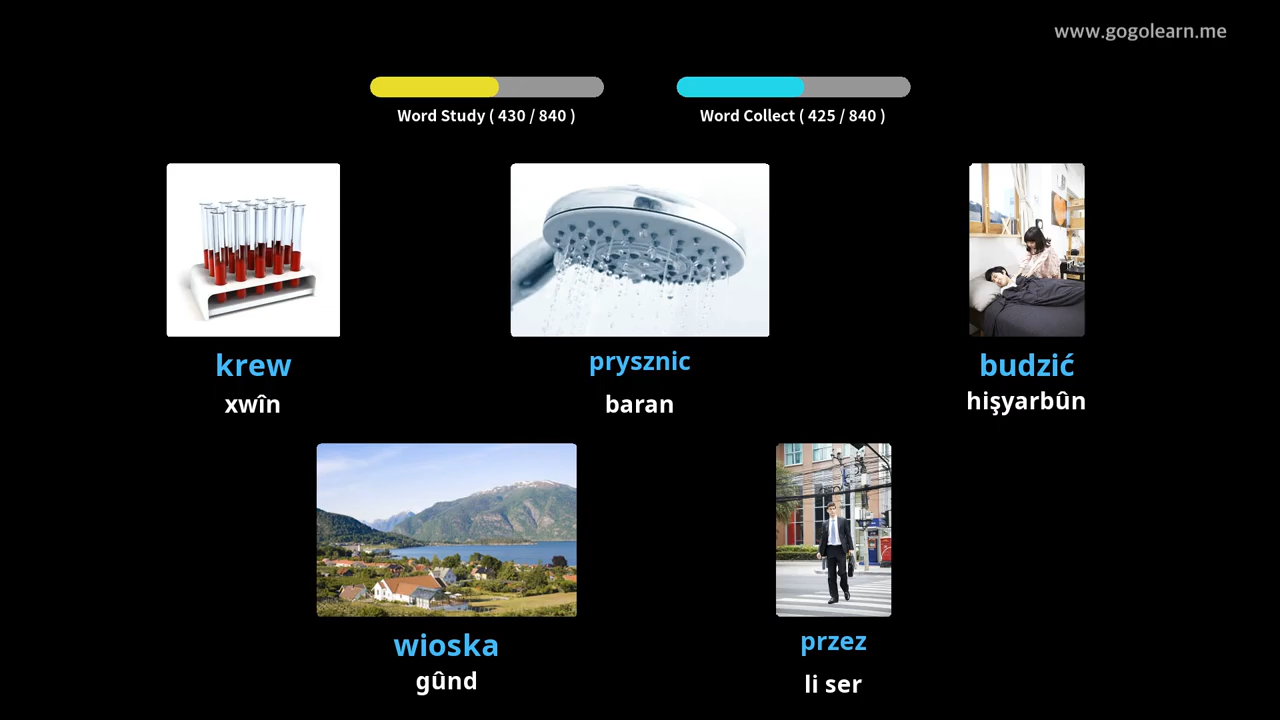 www.gogolearn.me
Word Study ( 430 / 840 )
Word Collect ( 425 / 840 )
krew
prysznic
budzić
xwîn
baran
hişyarbûn
wioska
przez
gûnd
li ser